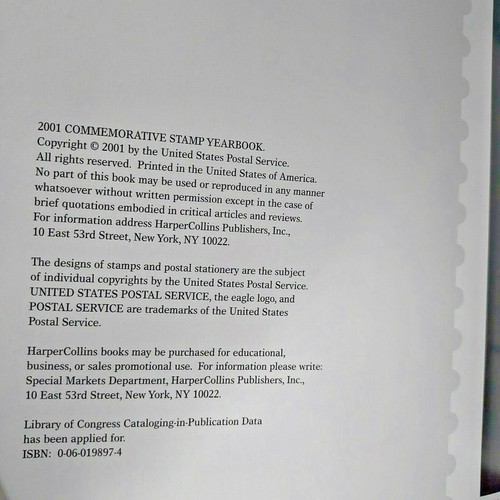 2001 COMMEMORATIVE STAMP YEARBOOK.
Copyright © 2001 by the United States Postal Service.
All rights reserved. Printed in the United States of America.
No part of this book may be used or reproduced in any manner
whatsoever without written permission except in the case of
brief quotations embodied in critical articles and reviews.
For information address HarperCollins Publishers, Inc.,
10 East 53rd Street, New York, NY 10022.
The designs of stamps and postal stationery are the subject
of individual copyrights by the United States Postal Service.
UNITED STATES POSTAL SERVICE, the eagle logo, and
POSTAL SERVICE are trademarks of the United States
Postal Service.
HarperCollins books may be purchased for educational,
business, or sales promotional use. For information please write:
Special Markets Department, HarperCollins Publishers, Inc.,
10 East 53rd Street, New York, NY 10022.
Library of Congress Cataloging-in-Publication Data
has been applied for.
ISBN: 0-06-019897-4